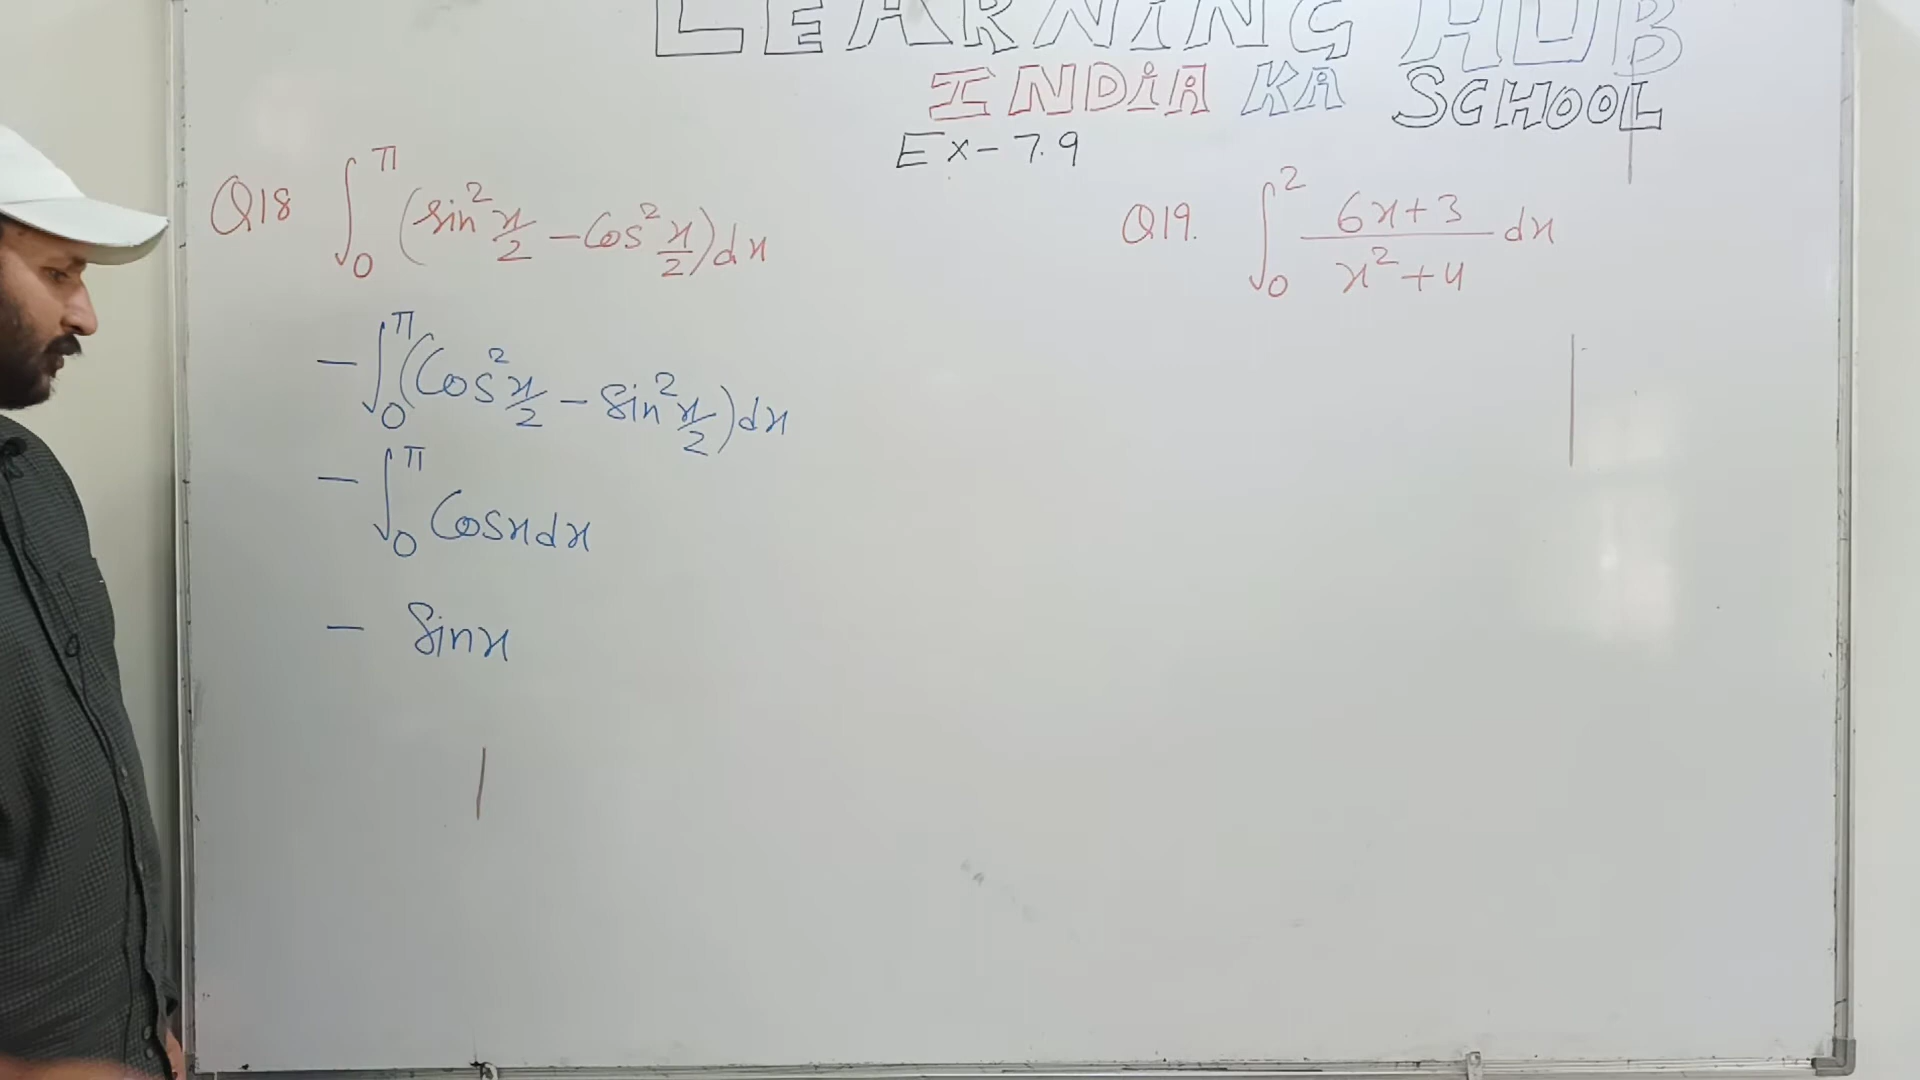 LEARNING HUB
INDIA KA SCHOOL
Ex-7.9
Q18 ∫₀^π (sin² x/2 - Cos² x/2) dx
- ∫₀^π (Cos² x/2 - Sin² x/2) dx
- ∫₀^π Cosx dx
- Sinx
Q19. ∫₀² (6x+3)/(x²+4) dx